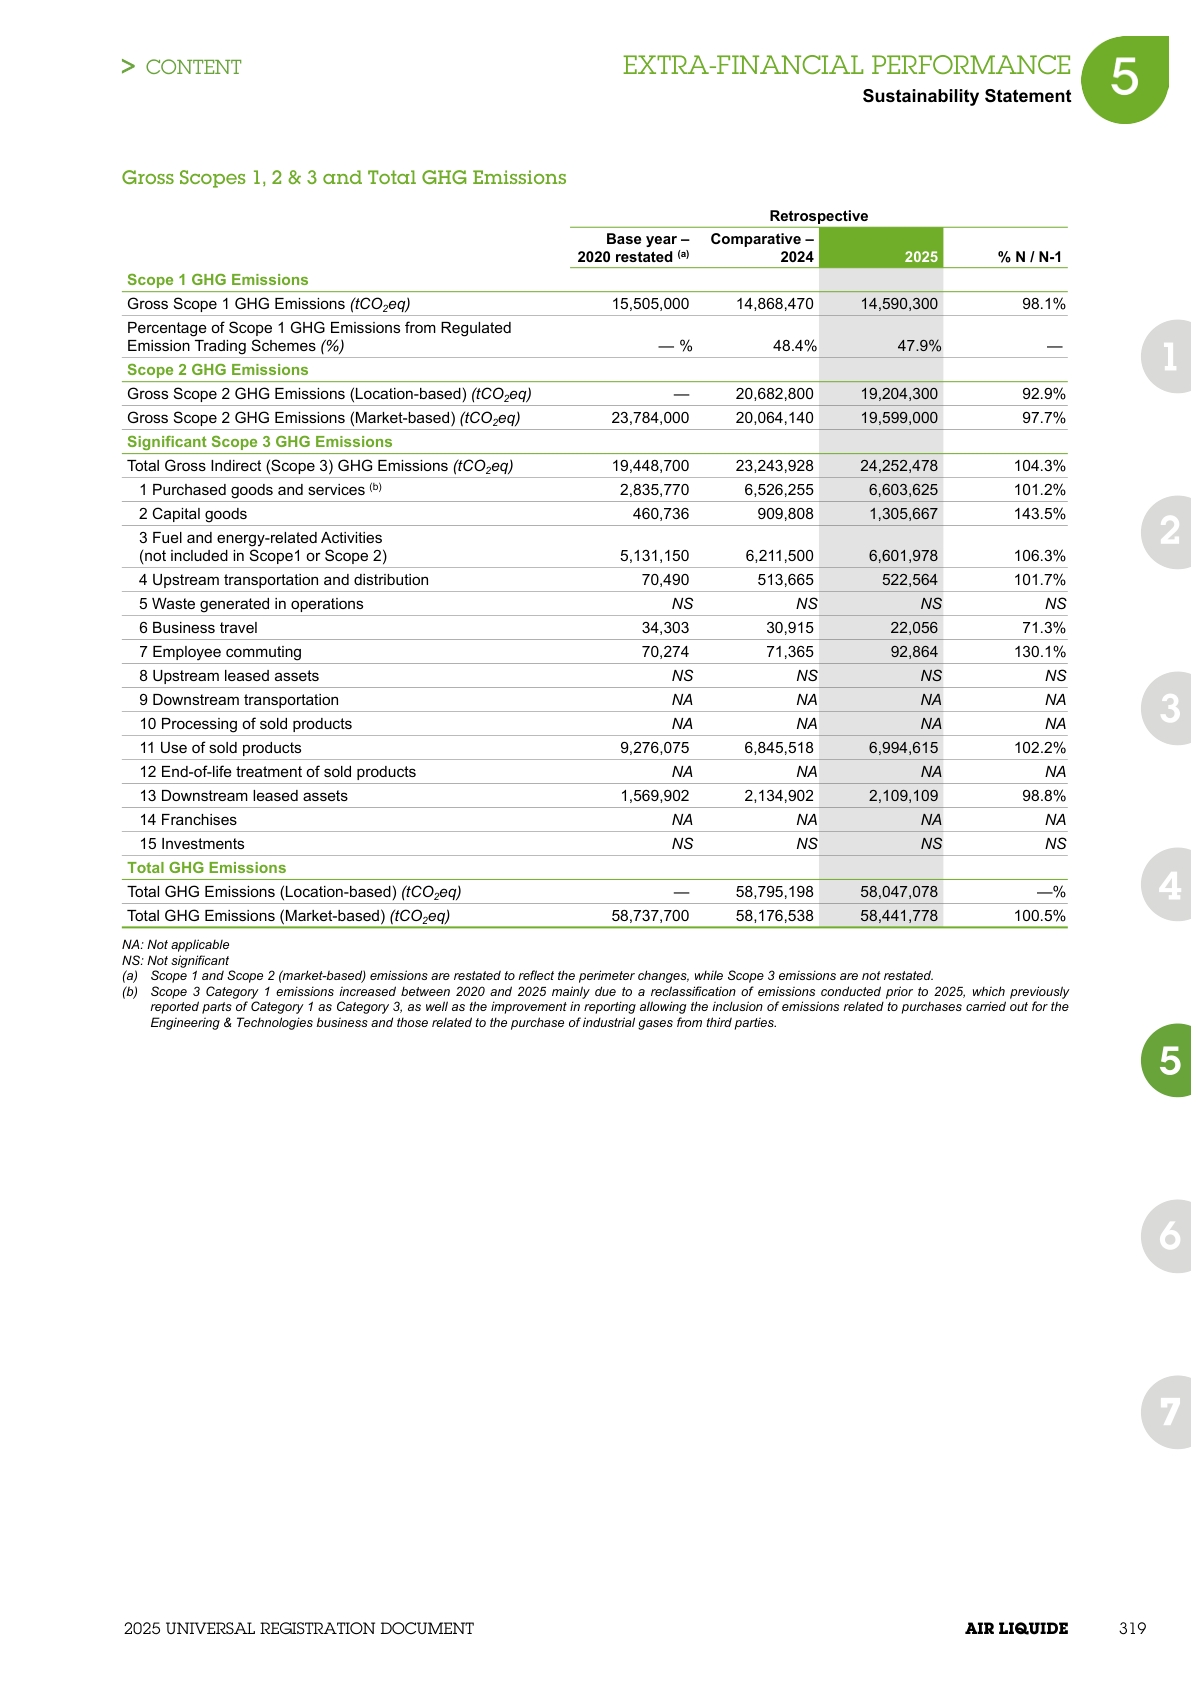 > CONTENT
EXTRA-FINANCIAL PERFORMANCE
Sustainability Statement
5
Gross Scopes 1, 2 & 3 and Total GHG Emissions
Retrospective
Base year – 2020 restated (a) Comparative – 2024 2025 % N / N-1
Scope 1 GHG Emissions
Gross Scope 1 GHG Emissions (tCO2eq) 15,505,000 14,868,470 14,590,300 98.1%
Percentage of Scope 1 GHG Emissions from Regulated
Emission Trading Schemes (%) — % 48.4% 47.9% —
Scope 2 GHG Emissions
Gross Scope 2 GHG Emissions (Location-based) (tCO2eq) — 20,682,800 19,204,300 92.9%
Gross Scope 2 GHG Emissions (Market-based) (tCO2eq) 23,784,000 20,064,140 19,599,000 97.7%
Significant Scope 3 GHG Emissions
Total Gross Indirect (Scope 3) GHG Emissions (tCO2eq) 19,448,700 23,243,928 24,252,478 104.3%
1 Purchased goods and services (b) 2,835,770 6,526,255 6,603,625 101.2%
2 Capital goods 460,736 909,808 1,305,667 143.5%
3 Fuel and energy-related Activities
(not included in Scope1 or Scope 2) 5,131,150 6,211,500 6,601,978 106.3%
4 Upstream transportation and distribution 70,490 513,665 522,564 101.7%
5 Waste generated in operations NS NS NS NS
6 Business travel 34,303 30,915 22,056 71.3%
7 Employee commuting 70,274 71,365 92,864 130.1%
8 Upstream leased assets NS NS NS NS
9 Downstream transportation NA NA NA NA
10 Processing of sold products NA NA NA NA
11 Use of sold products 9,276,075 6,845,518 6,994,615 102.2%
12 End-of-life treatment of sold products NA NA NA NA
13 Downstream leased assets 1,569,902 2,134,902 2,109,109 98.8%
14 Franchises NA NA NA NA
15 Investments NS NS NS NS
Total GHG Emissions
Total GHG Emissions (Location-based) (tCO2eq) — 58,795,198 58,047,078 —%
Total GHG Emissions (Market-based) (tCO2eq) 58,737,700 58,176,538 58,441,778 100.5%
NA: Not applicable
NS: Not significant
(a) Scope 1 and Scope 2 (market-based) emissions are restated to reflect the perimeter changes, while Scope 3 emissions are not restated.
(b) Scope 3 Category 1 emissions increased between 2020 and 2025 mainly due to a reclassification of emissions conducted prior to 2025, which previously
reported parts of Category 1 as Category 3, as well as the improvement in reporting allowing the inclusion of emissions related to purchases carried out for the
Engineering & Technologies business and those related to the purchase of industrial gases from third parties.
1
2
3
4
5
6
7
2025 UNIVERSAL REGISTRATION DOCUMENT
AIR LIQUIDE 319